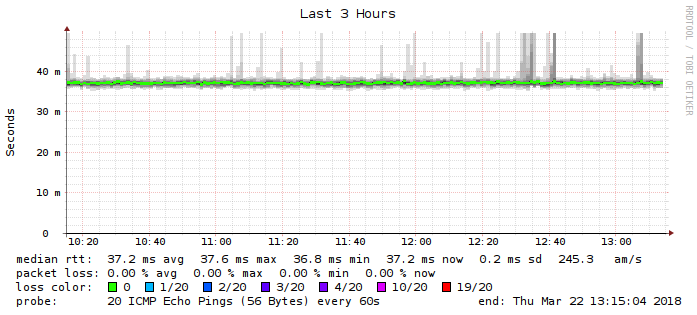 Last 3 Hours
RRDTOOL / TOBI OETIKER
Seconds
40 m
30 m
20 m
10 m
0
10:20 10:40 11:00 11:20 11:40 12:00 12:20 12:40 13:00
median rtt: 37.2 ms avg 37.6 ms max 36.8 ms min 37.2 ms now 0.2 ms sd 245.3 am/s
packet loss: 0.00 % avg 0.00 % max 0.00 % min 0.00 % now
loss color: 0 1/20 2/20 3/20 4/20 10/20 19/20
probe: 20 ICMP Echo Pings (56 Bytes) every 60s end: Thu Mar 22 13:15:04 2018